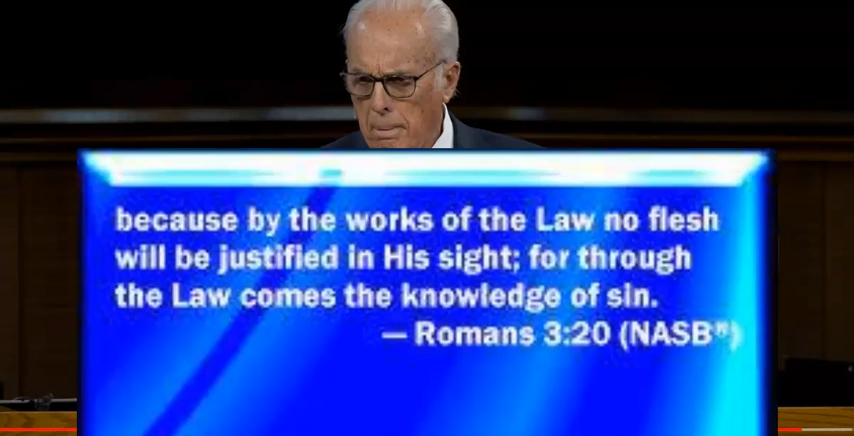 because by the works of the Law no flesh
will be justified in His sight; for through
the Law comes the knowledge of sin.
— Romans 3:20 (NASB®)